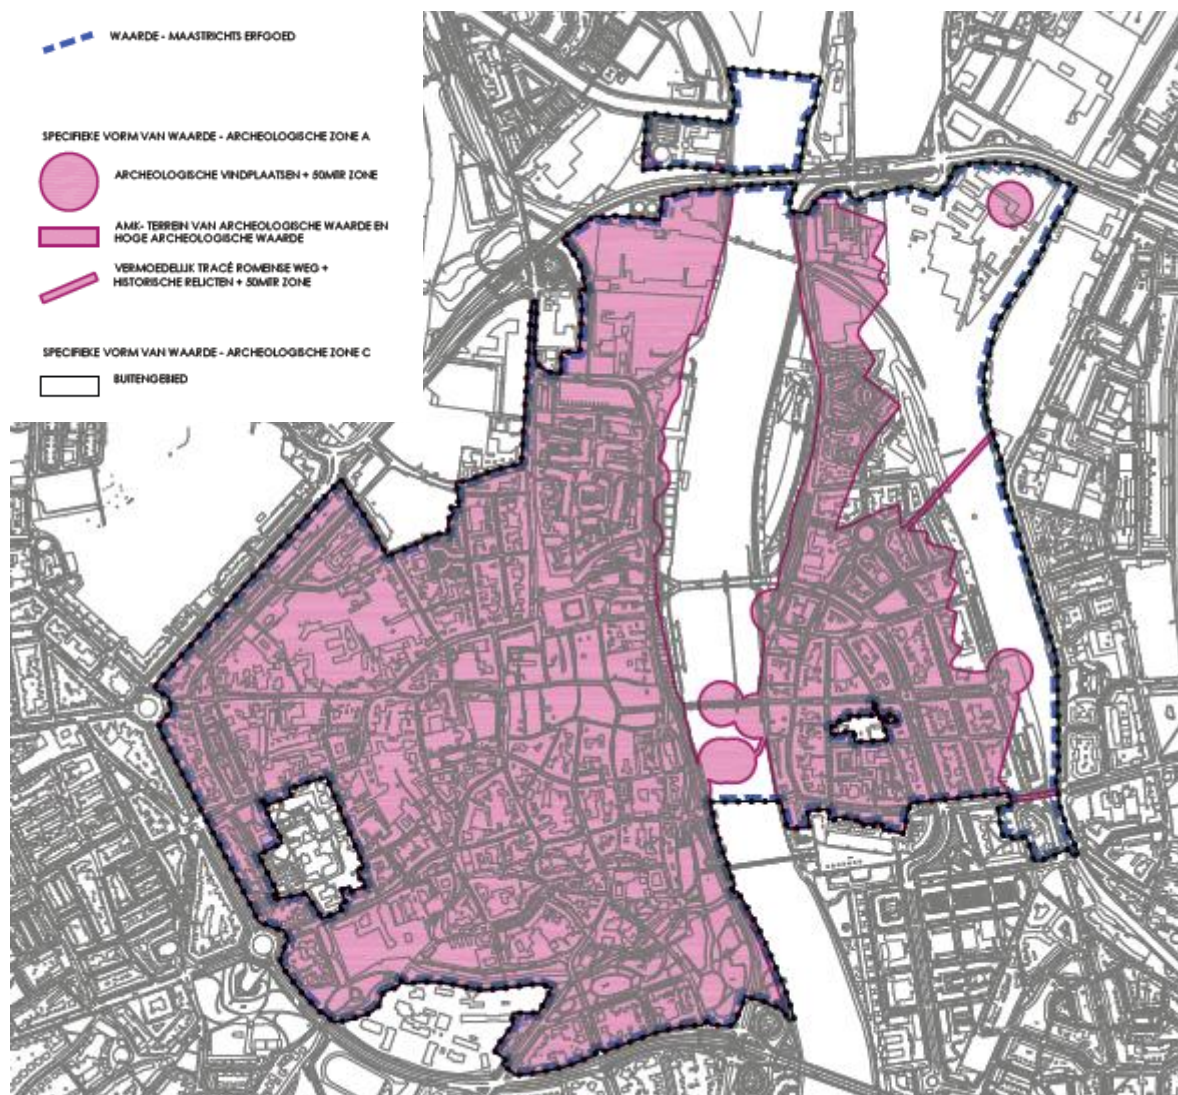 WAARDE - MAASTRICHTS ERFGOED
SPECIFIEKE VORM VAN WAARDE - ARCHEOLOGISCHE ZONE A
ARCHEOLOGISCHE VINDPLAATSEN + 50MTR ZONE
AMK- TERREIN VAN ARCHEOLOGISCHE WAARDE EN
HOGE ARCHEOLOGISCHE WAARDE
VERMOEDELIJK TRACÉ ROMEINSE WEG +
HISTORISCHE RELICTEN + 50MTR ZONE
SPECIFIEKE VORM VAN WAARDE - ARCHEOLOGISCHE ZONE C
BUITENGEBIED